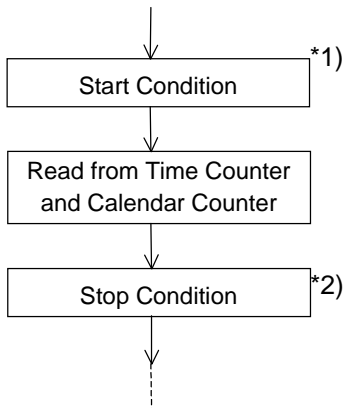 *1)
Start Condition
Read from Time Counter
and Calendar Counter
*2)
Stop Condition